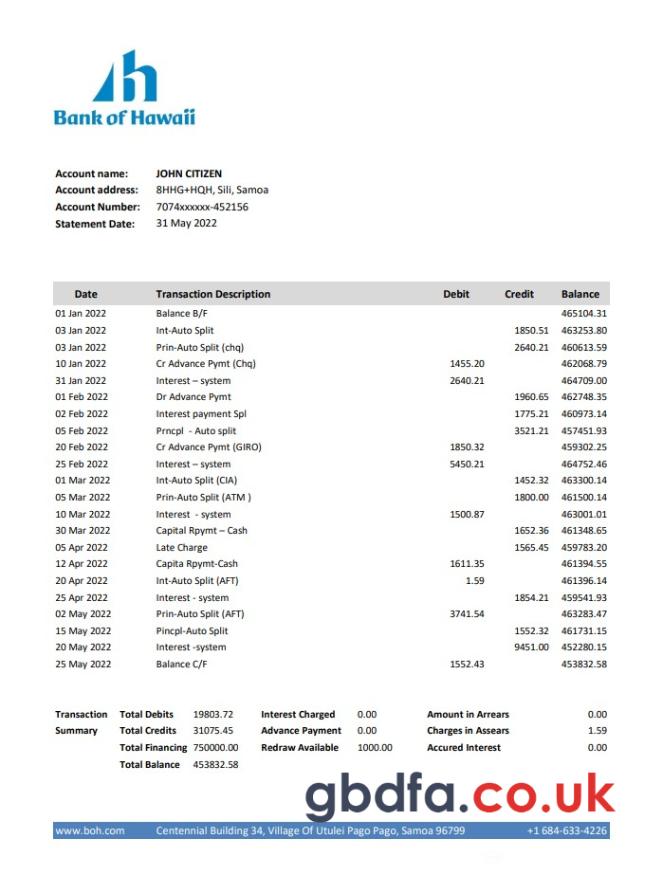 Bank of Hawaii
Account name: JOHN CITIZEN
Account address: 8HHG+HQH, Sili, Samoa
Account Number: 7074xxxxxx-452156
Statement Date: 31 May 2022
Date Transaction Description Debit Credit Balance
01 Jan 2022 Balance B/F 465104.31
03 Jan 2022 Int-Auto Split 1850.51 463253.80
03 Jan 2022 Prin-Auto Split (chq) 2640.21 460613.59
10 Jan 2022 Cr Advance Pymt (Chq) 1455.20 462068.79
31 Jan 2022 Interest – system 2640.21 464709.00
01 Feb 2022 Dr Advance Pymt 1960.65 462748.35
02 Feb 2022 Interest payment Spl 1775.21 460973.14
05 Feb 2022 Prncpl - Auto split 3521.21 457451.93
20 Feb 2022 Cr Advance Pymt (GIRO) 1850.32 459302.25
25 Feb 2022 Interest – system 5450.21 464752.46
01 Mar 2022 Int-Auto Split (CIA) 1452.32 463300.14
05 Mar 2022 Prin-Auto Split (ATM ) 1800.00 461500.14
10 Mar 2022 Interest - system 1500.87 463001.01
30 Mar 2022 Capital Rpymt – Cash 1652.36 461348.65
05 Apr 2022 Late Charge 1565.45 459783.20
12 Apr 2022 Capita Rpymt-Cash 1611.35 461394.55
20 Apr 2022 Int-Auto Split (AFT) 1.59 461396.14
25 Apr 2022 Interest - system 1854.21 459541.93
02 May 2022 Prin-Auto Split (AFT) 3741.54 463283.47
15 May 2022 Pincpl-Auto Split 1552.32 461731.15
20 May 2022 Interest -system 9451.00 452280.15
25 May 2022 Balance C/F 1552.43 453832.58
Transaction Total Debits 19803.72 Interest Charged 0.00 Amount in Arrears 0.00
Summary Total Credits 31075.45 Advance Payment 0.00 Charges in Assears 1.59
Total Financing 750000.00 Redraw Available 1000.00 Accured Interest 0.00
Total Balance 453832.58
gbdfa.co.uk
www.boh.com Centennial Building 34, Village Of Utulei Pago Pago, Samoa 96799 +1 684-633-4226